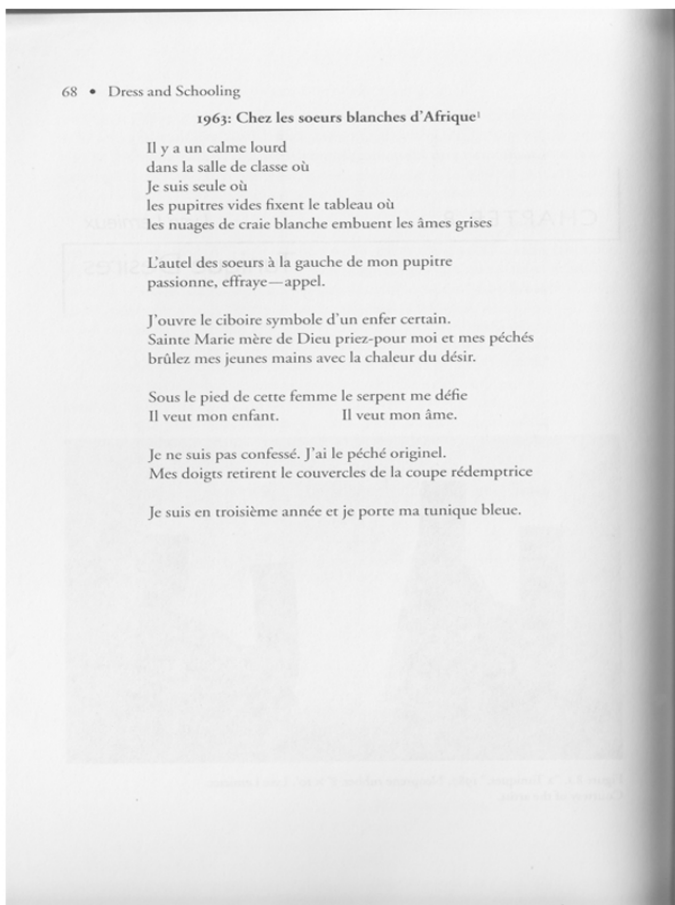 68 • Dress and Schooling
1963: Chez les soeurs blanches d'Afrique¹
Il y a un calme lourd
dans la salle de classe où
Je suis seule où
les pupitres vides fixent le tableau où
les nuages de craie blanche embuent les âmes grises
L'autel des soeurs à la gauche de mon pupitre
passionne, effraye—appel.
J'ouvre le ciboire symbole d'un enfer certain.
Sainte Marie mère de Dieu priez-pour moi et mes péchés
brûlez mes jeunes mains avec la chaleur du désir.
Sous le pied de cette femme le serpent me défie
Il veut mon enfant. Il veut mon âme.
Je ne suis pas confessé. J'ai le péché originel.
Mes doigts retirent le couvercles de la coupe rédemptrice
Je suis en troisième année et je porte ma tunique bleue.